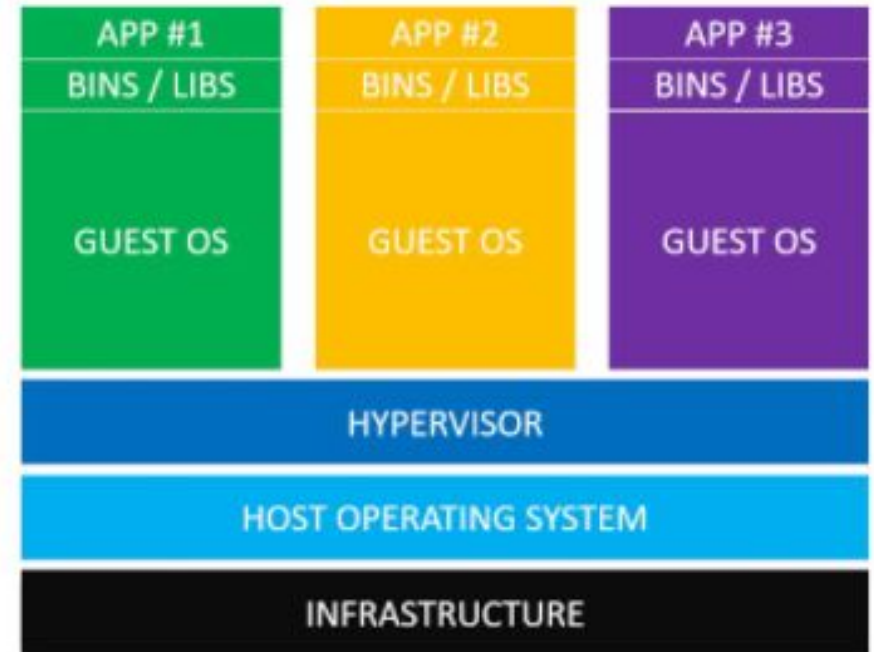 APP #1
BINS / LIBS
GUEST OS
APP #2
BINS / LIBS
GUEST OS
APP #3
BINS / LIBS
GUEST OS
HYPERVISOR
HOST OPERATING SYSTEM
INFRASTRUCTURE